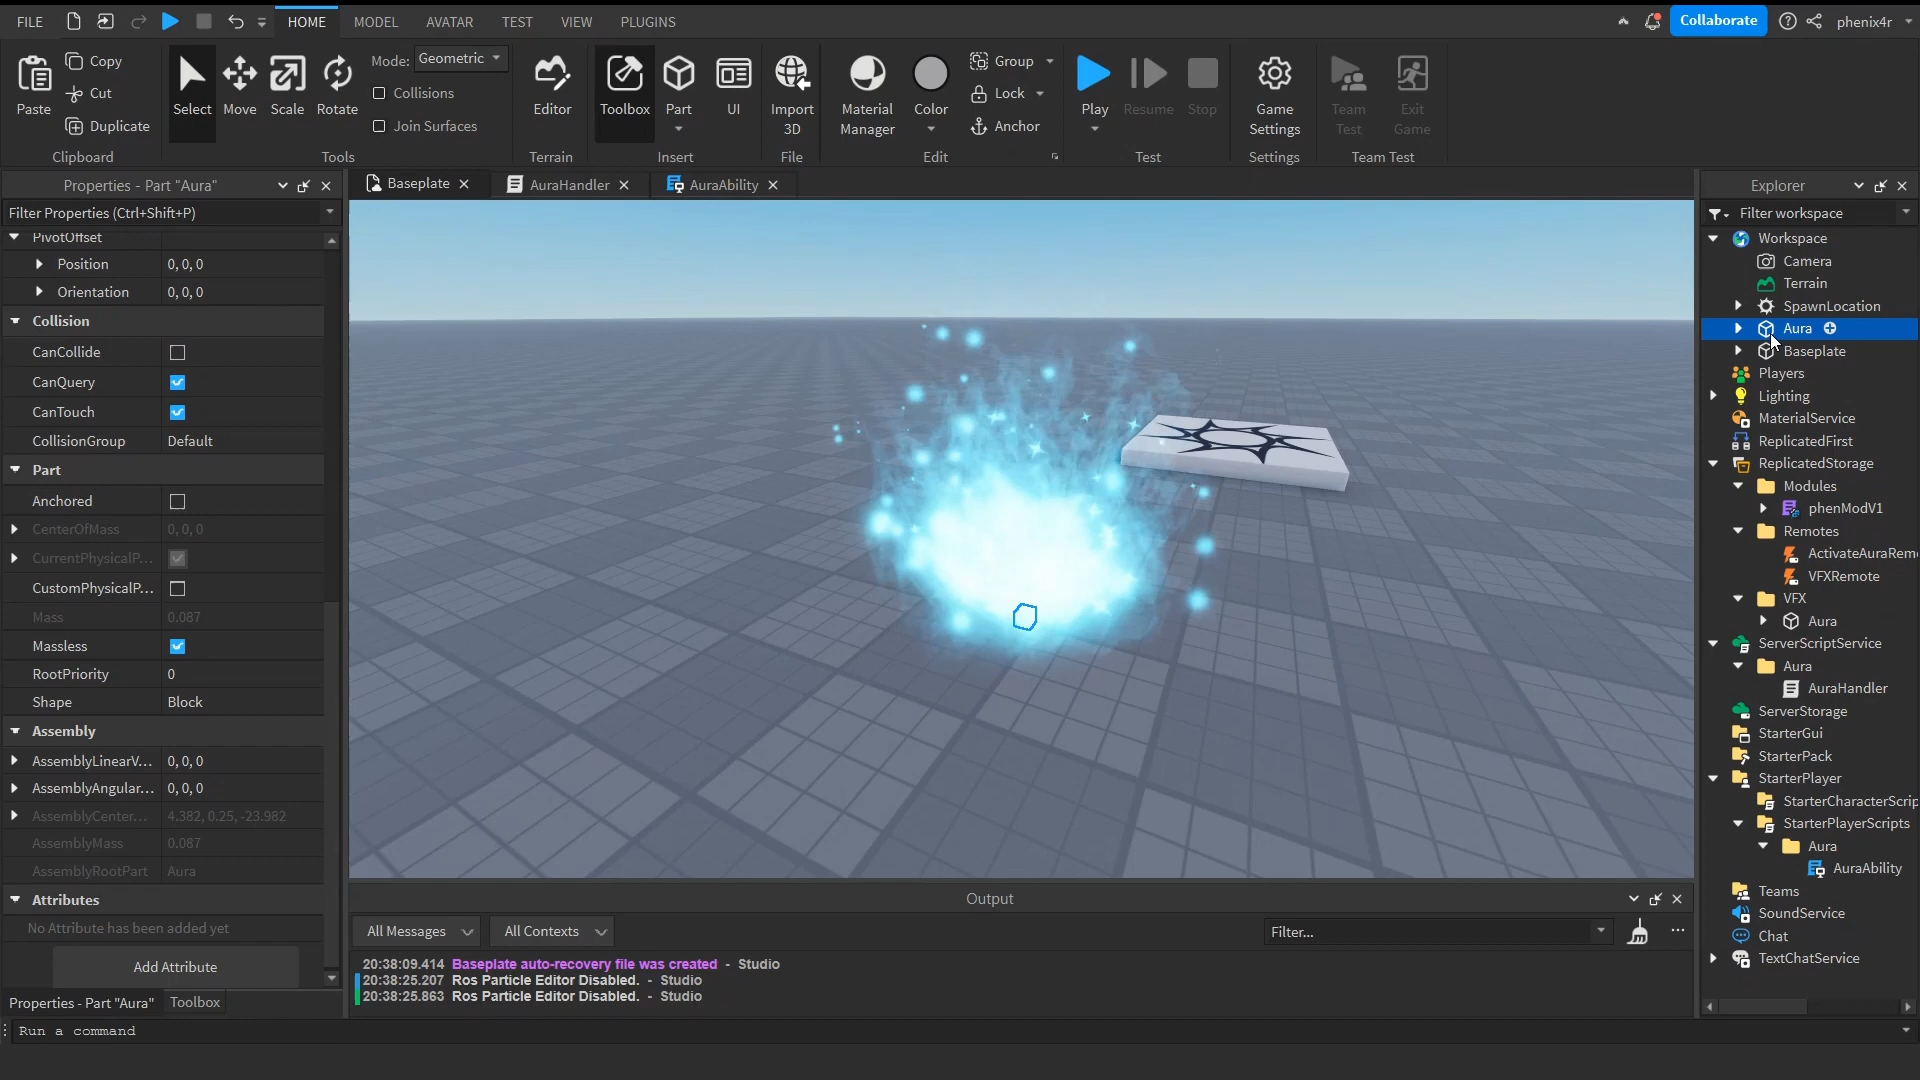 FILE HOME MODEL AVATAR TEST VIEW PLUGINS Collaborate phenix4r
Paste Copy Cut Duplicate Clipboard
Select Move Scale Rotate Mode: Geometric Collisions Join Surfaces Tools
Editor Terrain
Toolbox Part UI Insert
Import 3D File
Material Manager Color Group Lock Anchor Edit
Play Resume Stop Test
Game Settings Settings
Team Test Exit Game Team Test
Properties - Part "Aura"
Filter Properties (Ctrl+Shift+P)
PivotOffset
Position 0, 0, 0
Orientation 0, 0, 0
Collision
CanCollide
CanQuery
CanTouch
CollisionGroup Default
Part
Anchored
CenterOfMass 0, 0, 0
CurrentPhysicalP...
CustomPhysicalP...
Mass 0.087
Massless
RootPriority 0
Shape Block
Assembly
AssemblyLinearV... 0, 0, 0
AssemblyAngular... 0, 0, 0
AssemblyCenter... 4.382, 0.25, -23.982
AssemblyMass 0.087
AssemblyRootPart Aura
Attributes
No Attribute has been added yet
Add Attribute
Properties - Part "Aura" Toolbox
Baseplate AuraHandler AuraAbility
Output
All Messages All Contexts Filter...
20:38:09.414 Baseplate auto-recovery file was created - Studio
20:38:25.207 Ros Particle Editor Disabled. - Studio
20:38:25.863 Ros Particle Editor Disabled. - Studio
Run a command
Explorer
Filter workspace
Workspace
Camera
Terrain
SpawnLocation
Aura
Baseplate
Players
Lighting
MaterialService
ReplicatedFirst
ReplicatedStorage
Modules
phenModV1
Remotes
ActivateAuraRem
VFXRemote
VFX
Aura
ServerScriptService
Aura
AuraHandler
ServerStorage
StarterGui
StarterPack
StarterPlayer
StarterCharacterScrip
StarterPlayerScripts
Aura
AuraAbility
Teams
SoundService
Chat
TextChatService